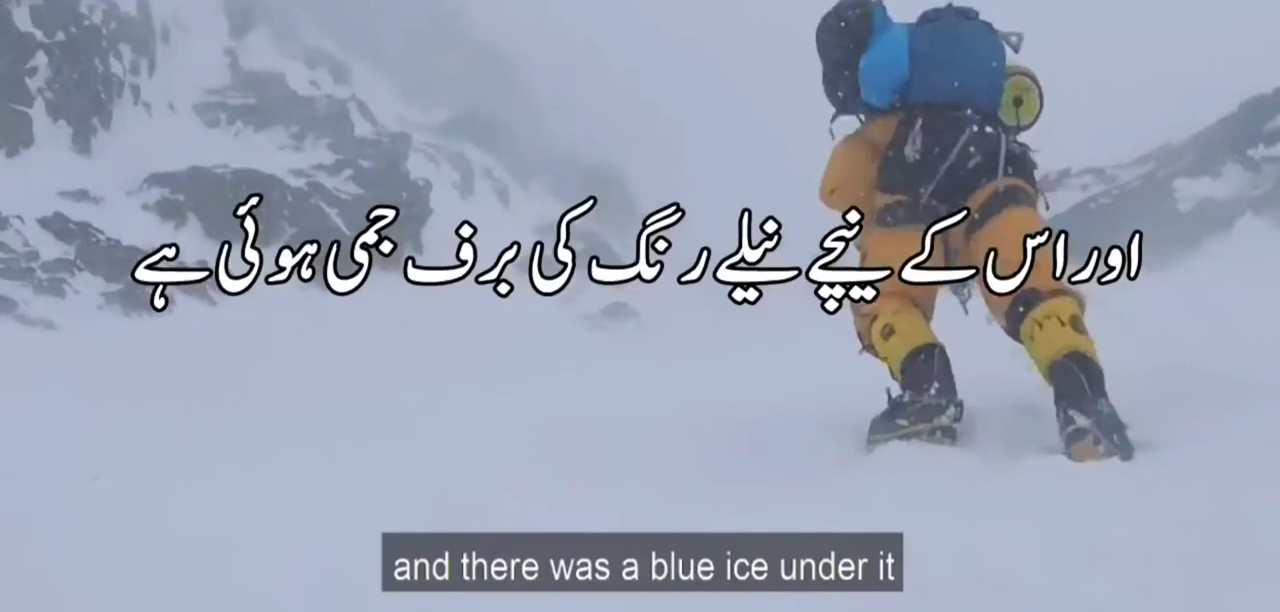 اور اس کے نیچے نیلے رنگ کی برف جمی ہوئی ہے
and there was a blue ice under it